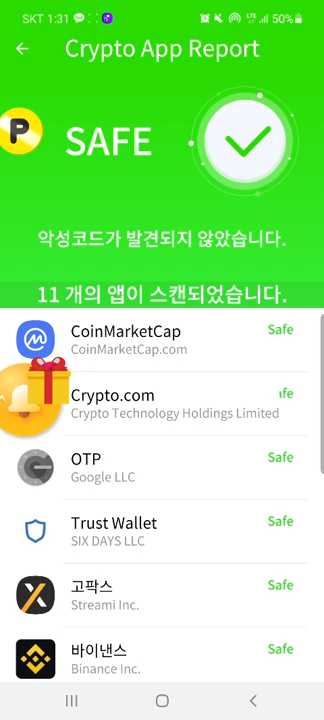 SKT 1:31
50%
Crypto App Report
P
SAFE
악성코드가 발견되지 않았습니다.
11 개의 앱이 스캔되었습니다.
CoinMarketCap
Safe
CoinMarketCap.com
Crypto.com
afe
Crypto Technology Holdings Limited
OTP
Safe
Google LLC
Trust Wallet
Safe
SIX DAYS LLC
고팍스
Safe
Streami Inc.
바이낸스
Safe
Binance Inc.